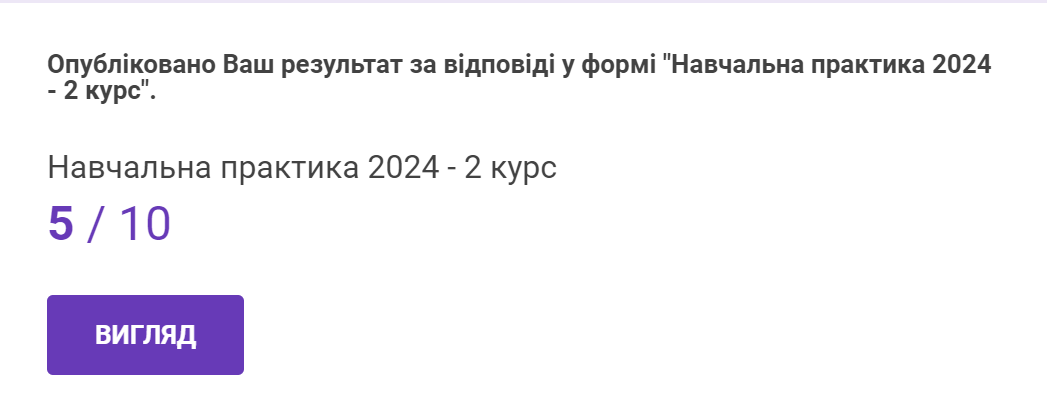 Опубліковано Ваш результат за відповіді у формі "Навчальна практика 2024
- 2 курс".
Навчальна практика 2024 - 2 курс
5 / 10
ВИГЛЯД